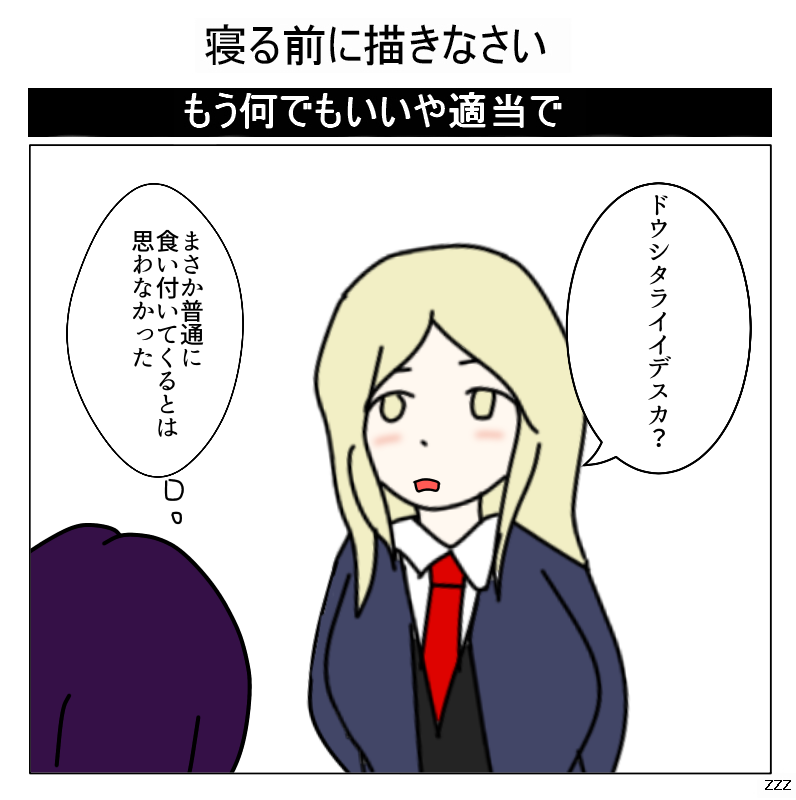 寝る前に描きなさい
もう何でもいいや適当で
ドウシタライイデスカ？
まさか普通に
食い付いてくるとは
思わなかった
zzz